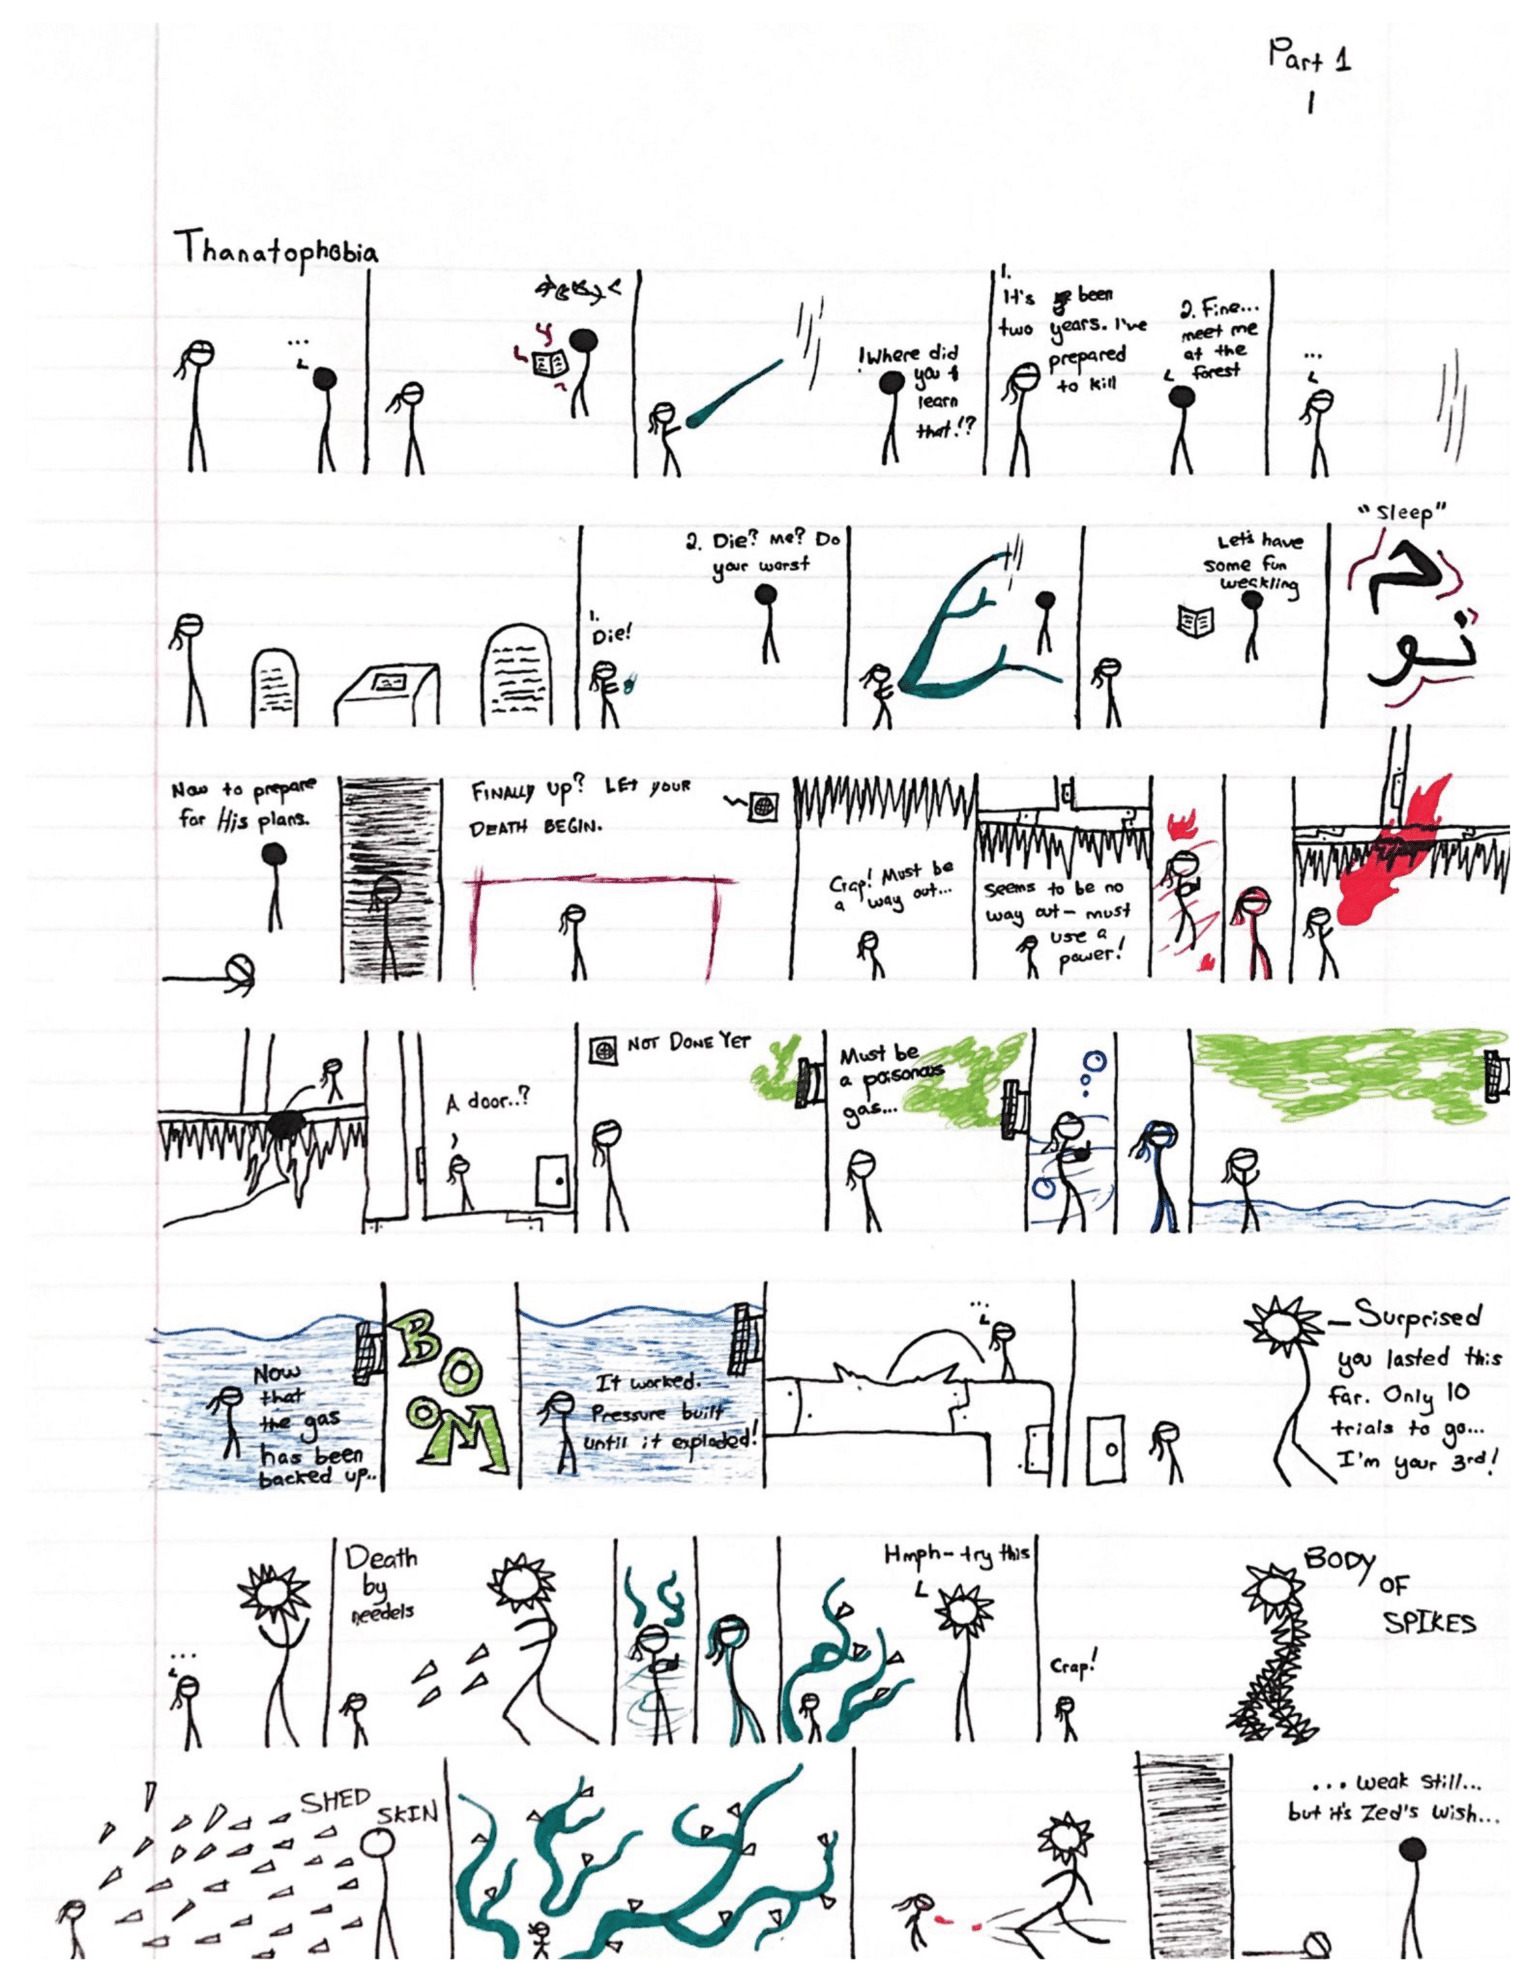 Part 1
1
Thanatophobia
...
!Where did
you
learn
that!?
1.
It's been
two years. I've
prepared
to kill
2. Fine...
meet me
at the
forest
...
1.
Die!
2. Die? Me? Do
your worst
Let's have
some fun
weakling
"Sleep"
Now to prepare
for His plans.
FINALLY UP? LET YOUR
DEATH BEGIN.
Crap! Must be
a way out...
Seems to be no
way out- must
use a
power!
A door..?
NOT DONE YET
Must be
a poisonous
gas...
Now
that
the gas
has been
backed up..
BOOM
It worked.
Pressure built
until it exploded!
...
Surprised
you lasted this
far. Only 10
trials to go...
I'm your 3rd!
...
Death
by
needels
Hmph- try this
Crap!
BODY
OF
SPIKES
SHED
SKIN
... weak still...
but it's Zed's wish...